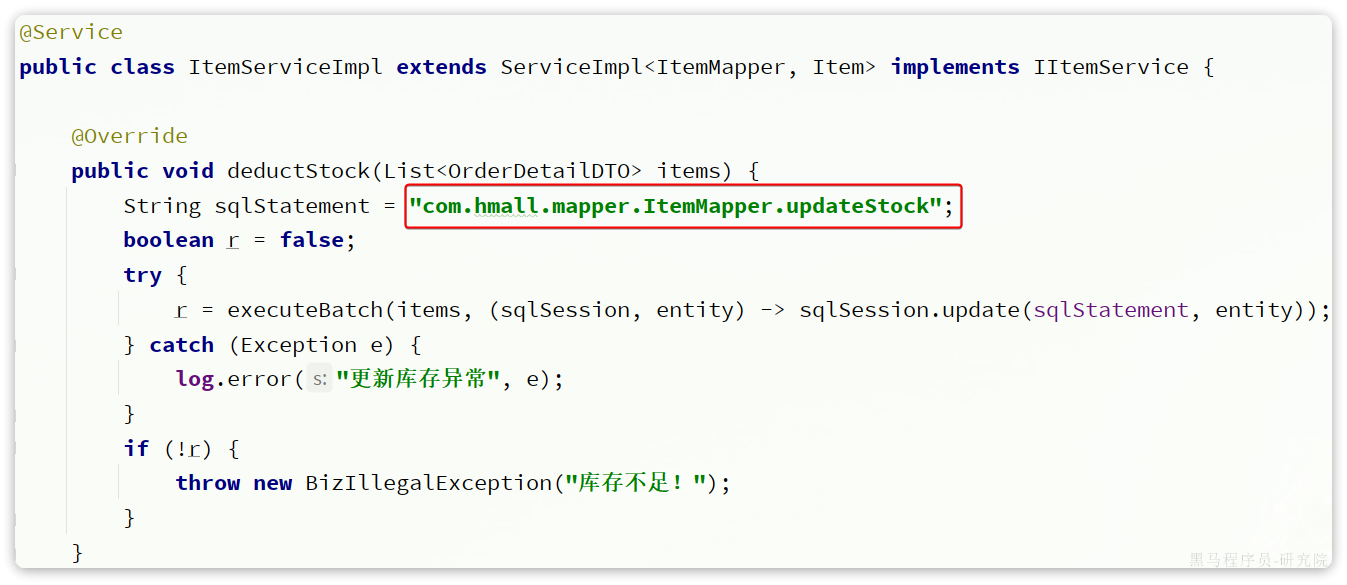 @Service
public class ItemServiceImpl extends ServiceImpl<ItemMapper, Item> implements IItemService {
@Override
public void deductStock(List<OrderDetailDTO> items) {
String sqlStatement = "com.hmall.mapper.ItemMapper.updateStock";
boolean r = false;
try {
r = executeBatch(items, (sqlSession, entity) -> sqlSession.update(sqlStatement, entity));
} catch (Exception e) {
log.error( s: "更新库存异常", e);
}
if (!r) {
throw new BizIllegalException("库存不足！");
}
}
黑马程序员-研究院